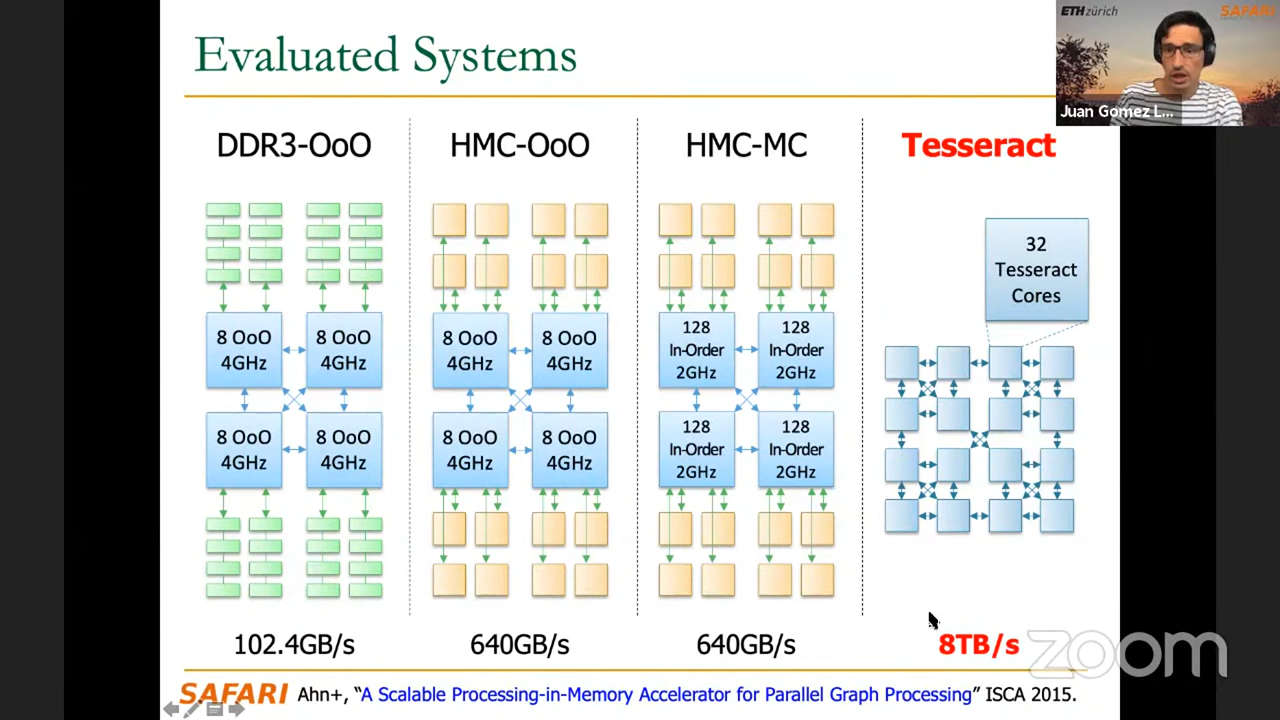 Evaluated Systems
ETHzürich
SAFARI
Juan Gomez L...
DDR3-OoO
HMC-OoO
HMC-MC
Tesseract
8 OoO
4GHz
8 OoO
4GHz
8 OoO
4GHz
8 OoO
4GHz
8 OoO
4GHz
8 OoO
4GHz
8 OoO
4GHz
8 OoO
4GHz
128
In-Order
2GHz
128
In-Order
2GHz
128
In-Order
2GHz
128
In-Order
2GHz
32
Tesseract
Cores
102.4GB/s
640GB/s
640GB/s
8TB/s
zoom
SAFARI Ahn+, “A Scalable Processing-in-Memory Accelerator for Parallel Graph Processing” ISCA 2015.